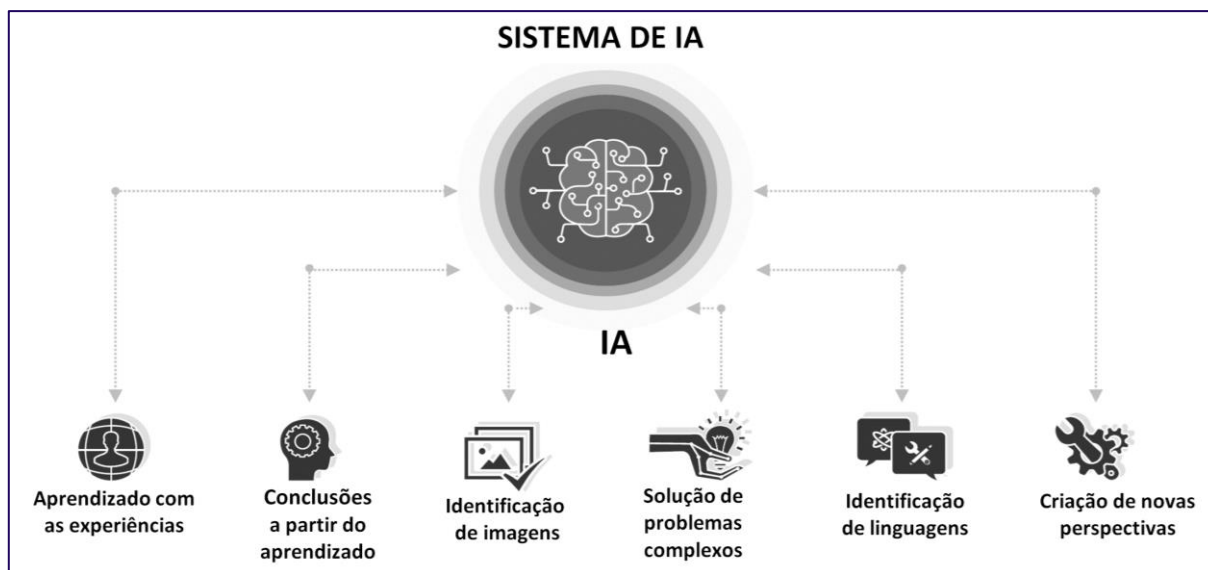 SISTEMA DE IA
IA
Aprendizado com
as experiências
Conclusões
a partir do
aprendizado
Identificação
de imagens
Solução de
problemas
complexos
Identificação
de linguagens
Criação de novas
perspectivas